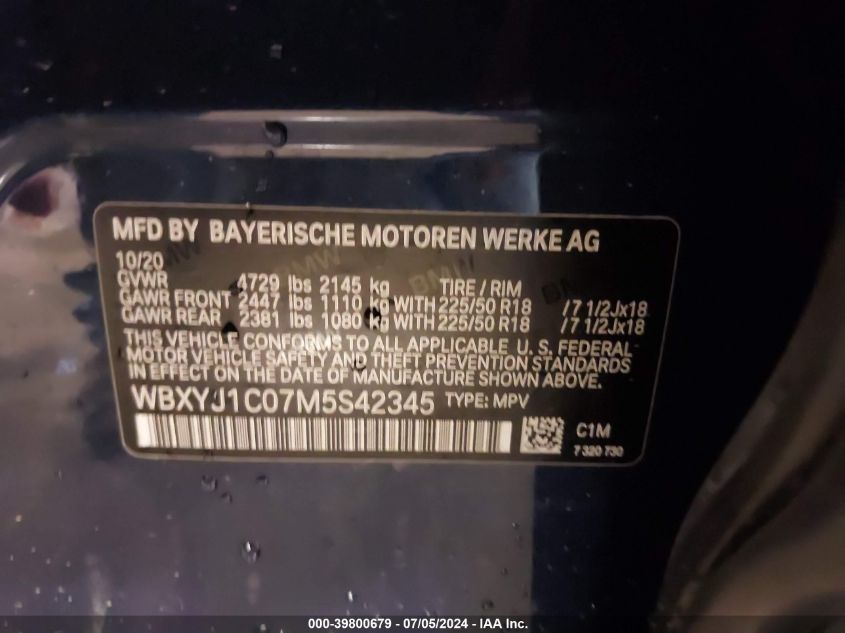 MFD BY BAYERISCHE MOTOREN WERKE AG
10/20
GVWR 4729 lbs 2145 kg TIRE / RIM
GAWR FRONT 2447 lbs 1110 kg WITH 225/50 R18 /7 1/2Jx18
GAWR REAR 2381 lbs 1080 kg WITH 225/50 R18 /7 1/2Jx18
THIS VEHICLE CONFORMS TO ALL APPLICABLE U. S. FEDERAL
MOTOR VEHICLE SAFETY AND THEFT PREVENTION STANDARDS
IN EFFECT ON THE DATE OF MANUFACTURE SHOWN ABOVE.
WBXYJ1C07M5S42345 TYPE: MPV
C1M
7 320 730
000-39800679 / 07/05/2024 - IAA Inc.